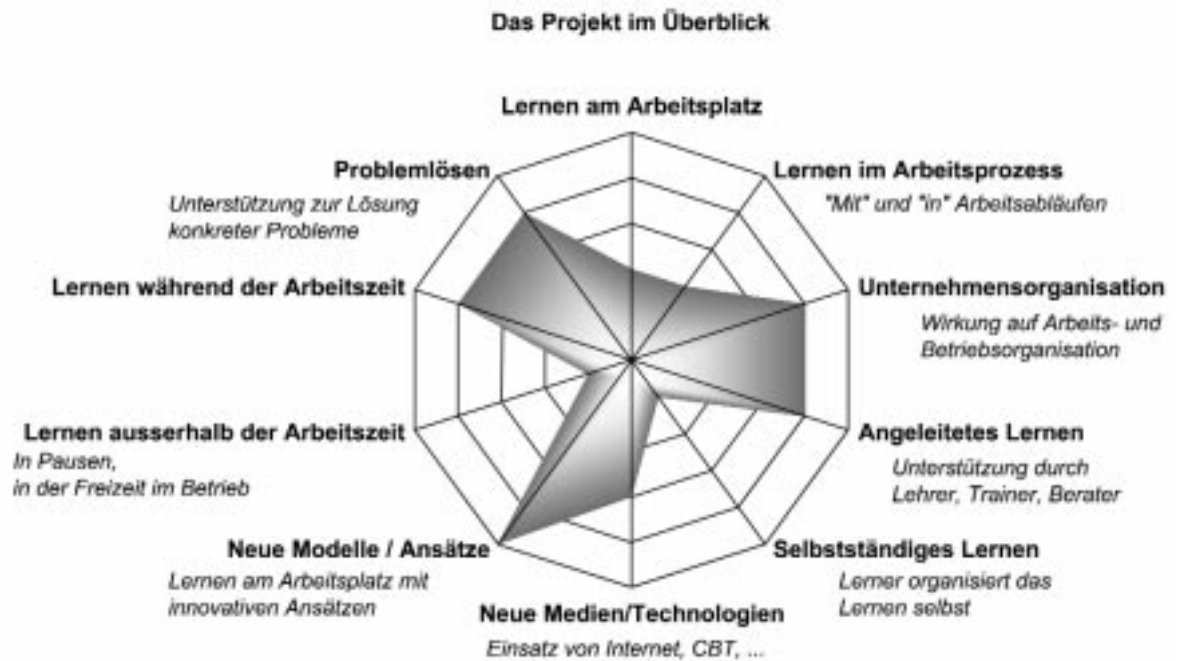 Das Projekt im Überblick
Lernen am Arbeitsplatz
Problemlösen
Unterstützung zur Lösung
konkreter Probleme
Lernen im Arbeitsprozess
"Mit" und "in" Arbeitsabläufen
Lernen während der Arbeitszeit
Unternehmensorganisation
Wirkung auf Arbeits- und
Betriebsorganisation
Lernen ausserhalb der Arbeitszeit
In Pausen,
in der Freizeit im Betrieb
Angeleitetes Lernen
Unterstützung durch
Lehrer, Trainer, Berater
Neue Modelle / Ansätze
Lernen am Arbeitsplatz mit
innovativen Ansätzen
Selbstständiges Lernen
Lerner organisiert das
Lernen selbst
Neue Medien/Technologien
Einsatz von Internet, CBT, ...